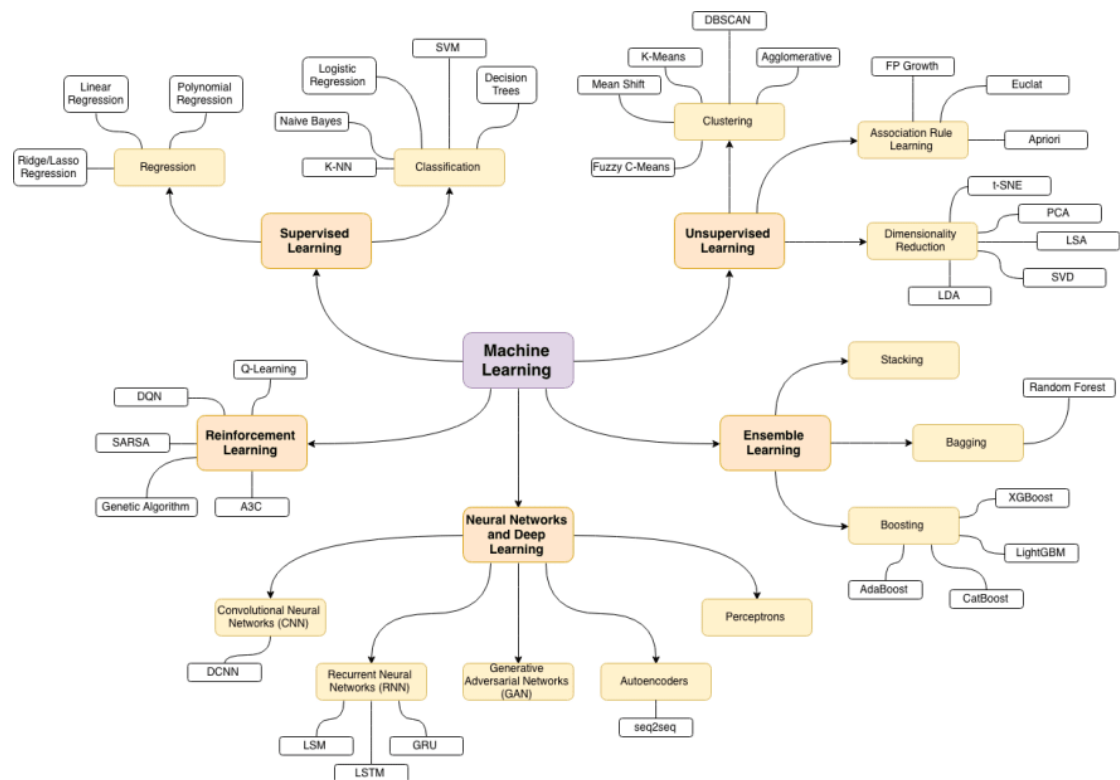 DBSCAN
SVM
K-Means
Agglomerative
Logistic
Regression
FP Growth
Linear
Regression
Polynomial
Regression
Decision
Trees
Mean Shift
Euclat
Naive Bayes
Clustering
Association Rule
Learning
Apriori
Ridge/Lasso
Regression
Regression
K-NN
Classification
Fuzzy C-Means
t-SNE
PCA
Supervised
Learning
Unsupervised
Learning
Dimensionality
Reduction
LSA
SVD
LDA
Machine
Learning
Stacking
Q-Learning
DQN
Random Forest
SARSA
Reinforcement
Learning
Ensemble
Learning
Bagging
Genetic Algorithm
A3C
XGBoost
Neural Networks
and Deep
Learning
Boosting
LightGBM
AdaBoost
CatBoost
Convolutional Neural
Networks (CNN)
Perceptrons
DCNN
Recurrent Neural
Networks (RNN)
Generative
Adversarial Networks
(GAN)
Autoencoders
seq2seq
LSM
GRU
LSTM